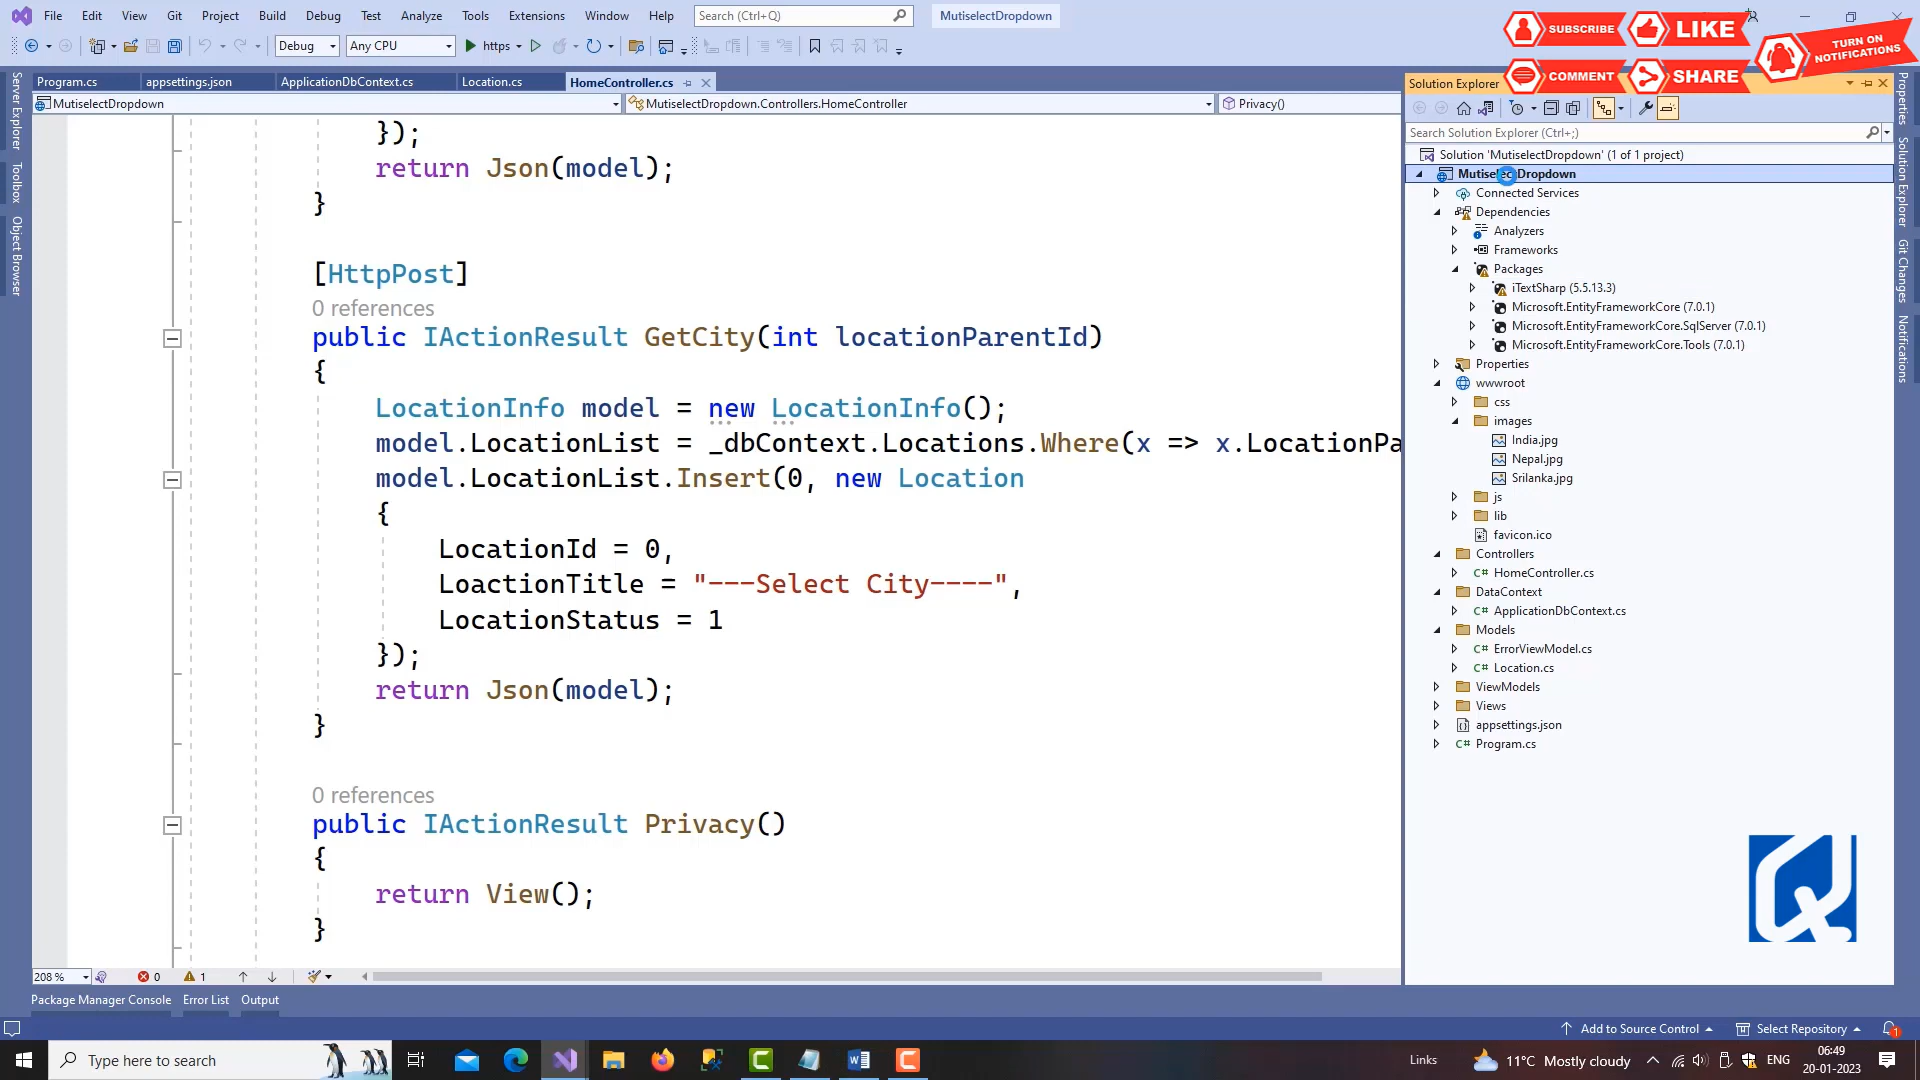 File Edit View Git Project Build Debug Test Analyze Tools Extensions Window Help Search (Ctrl+Q) MutiselectDropdown
SUBSCRIBE LIKE TURN ON NOTIFICATIONS
COMMENT SHARE
Debug Any CPU https
Program.cs appsettings.json ApplicationDbContext.cs Location.cs HomeController.cs
MutiselectDropdown MutiselectDropdown.Controllers.HomeController Privacy()
Server Explorer
Toolbox
Object Browser
});
return Json(model);
}
[HttpPost]
0 references
public IActionResult GetCity(int locationParentId)
{
LocationInfo model = new LocationInfo();
model.LocationList = _dbContext.Locations.Where(x => x.LocationPa
model.LocationList.Insert(0, new Location
{
LocationId = 0,
LoactionTitle = "---Select City----",
LocationStatus = 1
});
return Json(model);
}
0 references
public IActionResult Privacy()
{
return View();
}
208 % 0 1
Package Manager Console Error List Output
Solution Explorer
Search Solution Explorer (Ctrl+;)
Solution 'MutiselectDropdown' (1 of 1 project)
MutiselectDropdown
Connected Services
Dependencies
Analyzers
Frameworks
Packages
iTextSharp (5.5.13.3)
Microsoft.EntityFrameworkCore (7.0.1)
Microsoft.EntityFrameworkCore.SqlServer (7.0.1)
Microsoft.EntityFrameworkCore.Tools (7.0.1)
Properties
wwwroot
css
images
India.jpg
Nepal.jpg
Srilanka.jpg
js
lib
favicon.ico
Controllers
C# HomeController.cs
DataContext
C# ApplicationDbContext.cs
Models
C# ErrorViewModel.cs
C# Location.cs
ViewModels
Views
appsettings.json
C# Program.cs
Properties
Solution Explorer
Git Changes
Notifications
Add to Source Control Select Repository 1
Type here to search Links 11°C Mostly cloudy ENG 06:49
20-01-2023